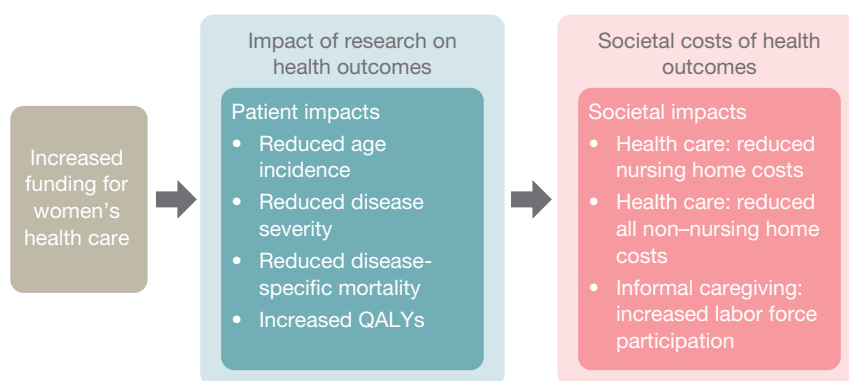 Increased
funding for
women's
health care
Impact of research on
health outcomes
Patient impacts
• Reduced age
incidence
• Reduced disease
severity
• Reduced disease-
specific mortality
• Increased QALYs
Societal costs of health
outcomes
Societal impacts
• Health care: reduced
nursing home costs
• Health care: reduced
all non–nursing home
costs
• Informal caregiving:
increased labor force
participation